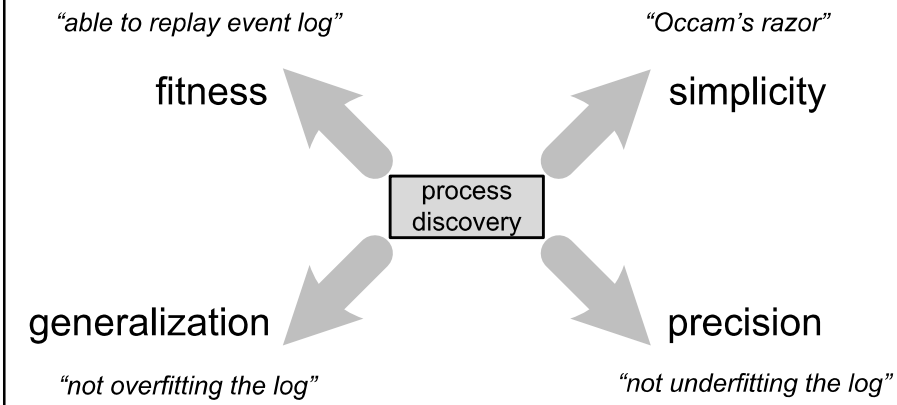 “able to replay event log”
“Occam’s razor”
fitness
simplicity
process
discovery
generalization
precision
“not overfitting the log”
“not underfitting the log”